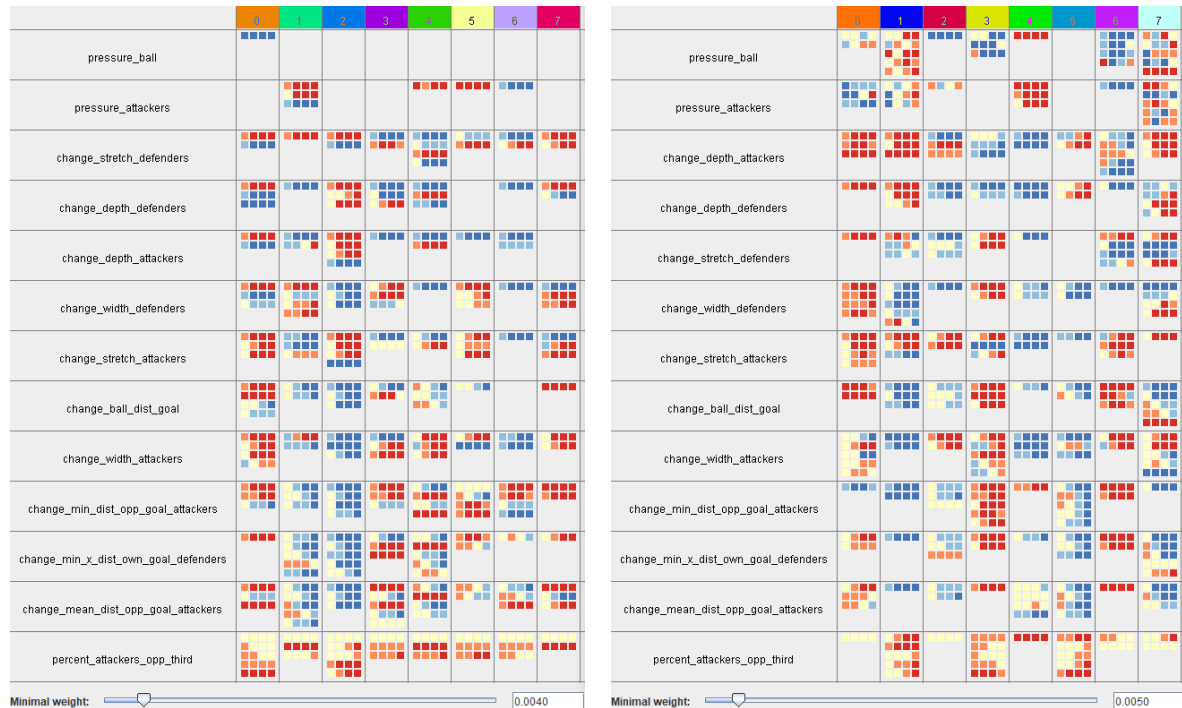 0 1 2 3 4 5 6 7
pressure_ball
pressure_attackers
change_stretch_defenders
change_depth_defenders
change_depth_attackers
change_width_defenders
change_stretch_attackers
change_ball_dist_goal
change_width_attackers
change_min_dist_opp_goal_attackers
change_min_x_dist_own_goal_defenders
change_mean_dist_opp_goal_attackers
percent_attackers_opp_third
Minimal weight: 0.0040
0 1 2 3 4 5 6 7
pressure_ball
pressure_attackers
change_depth_attackers
change_depth_defenders
change_stretch_defenders
change_width_defenders
change_stretch_attackers
change_ball_dist_goal
change_width_attackers
change_min_dist_opp_goal_attackers
change_min_x_dist_own_goal_defenders
change_mean_dist_opp_goal_attackers
percent_attackers_opp_third
Minimal weight: 0.0050